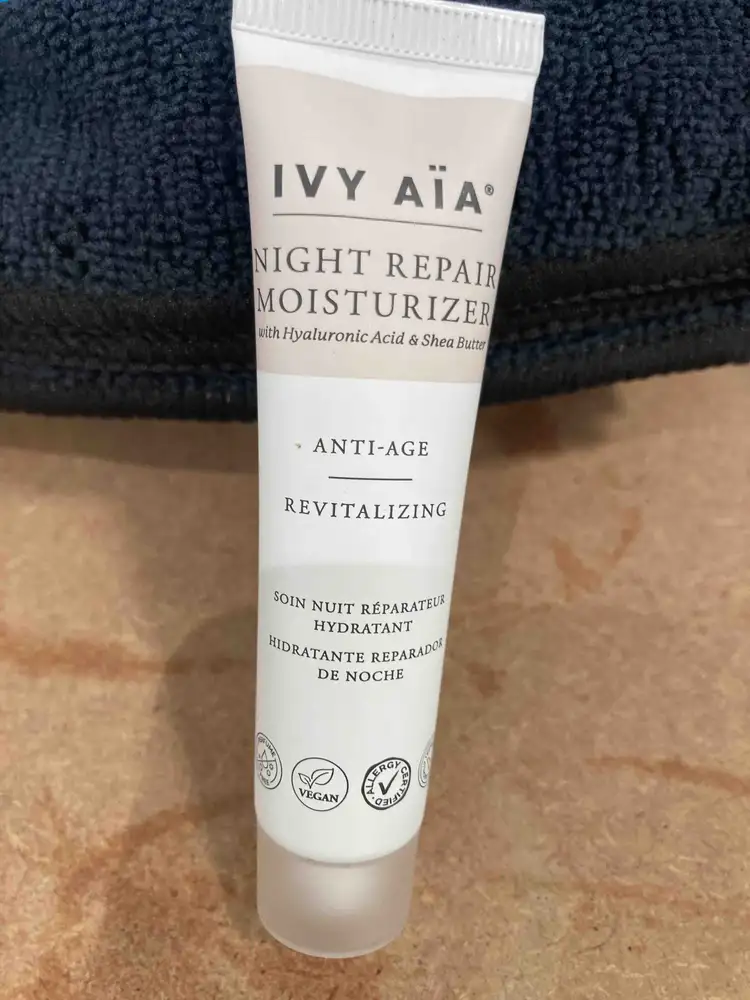 IVY AÏA®
NIGHT REPAIR
MOISTURIZER
with Hyaluronic Acid & Shea Butter
ANTI-AGE
REVITALIZING
SOIN NUIT RÉPARATEUR
HYDRATANT
HIDRATANTE REPARADOR
DE NOCHE
VEGAN
ALLERGY
CERTIFIED